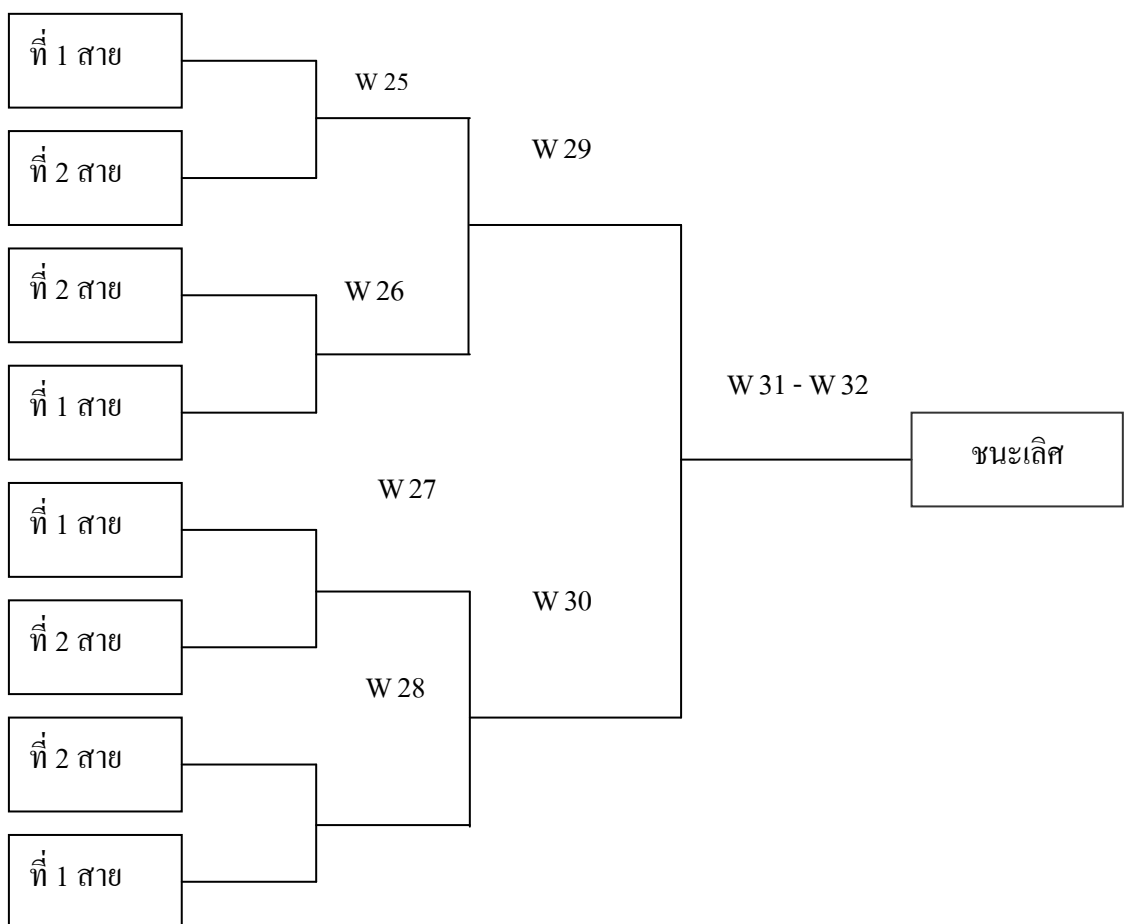 ที่ 1 สาย
W 25
ที่ 2 สาย
W 29
ที่ 2 สาย
W 26
ที่ 1 สาย
W 31 - W 32
ชนะเลิศ
W 27
ที่ 1 สาย
W 30
ที่ 2 สาย
W 28
ที่ 2 สาย
ที่ 1 สาย